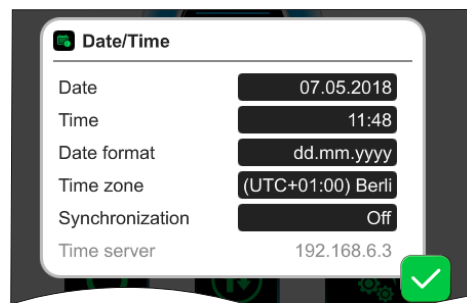 Date/Time
Date 07.05.2018
Time 11:48
Date format dd.mm.yyyy
Time zone (UTC+01:00) Berli
Synchronization Off
Time server 192.168.6.3